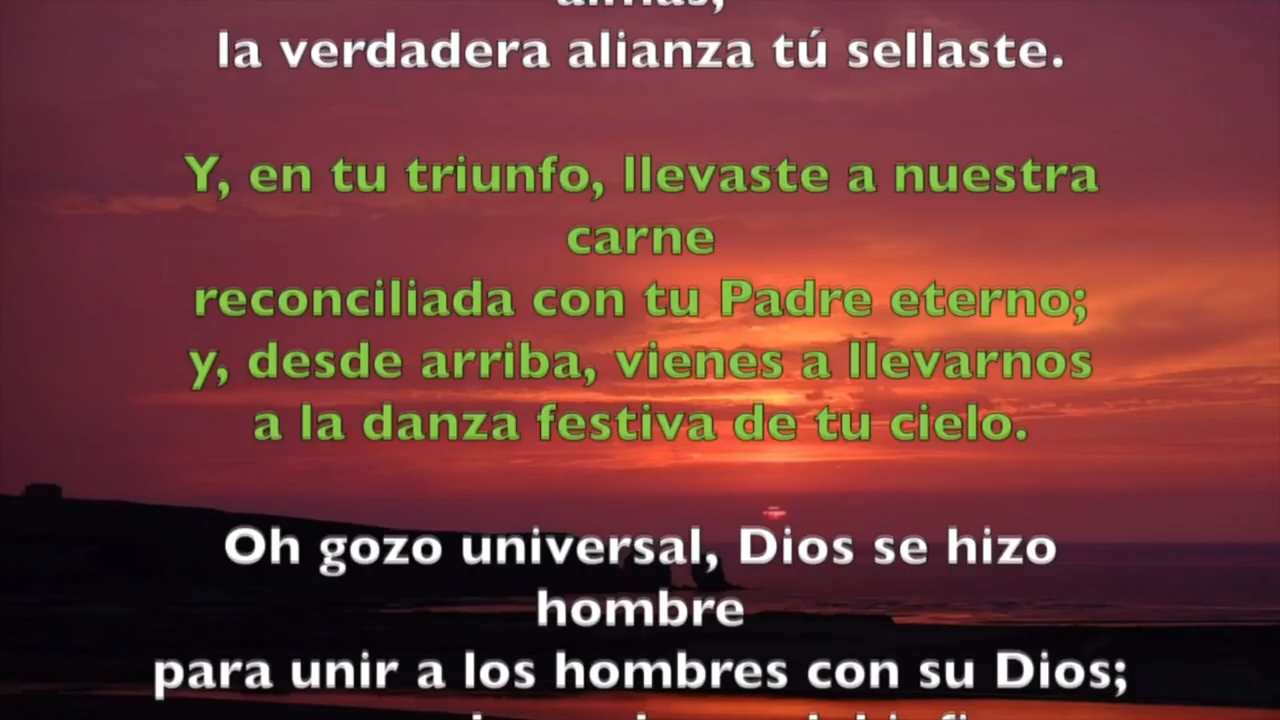 la verdadera alianza tú sellaste.
Y, en tu triunfo, llevaste a nuestra
carne
reconciliada con tu Padre eterno;
y, desde arriba, vienes a llevarnos
a la danza festiva de tu cielo.
Oh gozo universal, Dios se hizo
hombre
para unir a los hombres con su Dios;